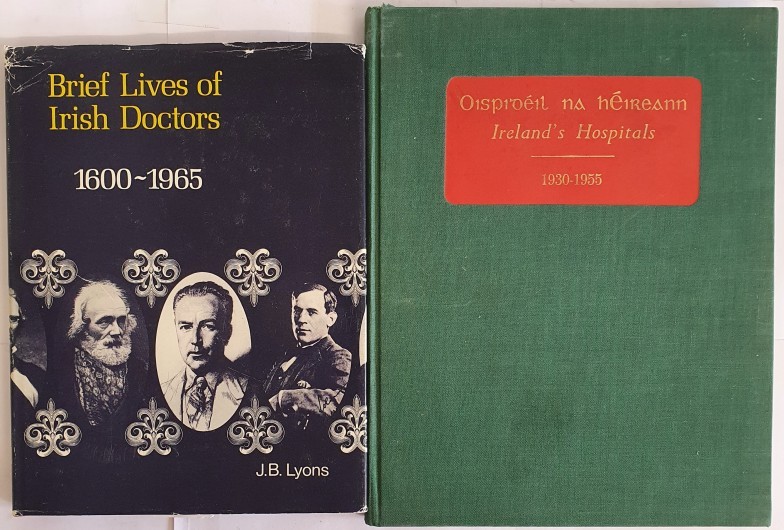 Brief Lives of
Irish Doctors
1600~1965
J.B. Lyons
Oispidéil na hÉireann
Ireland's Hospitals
1930-1955